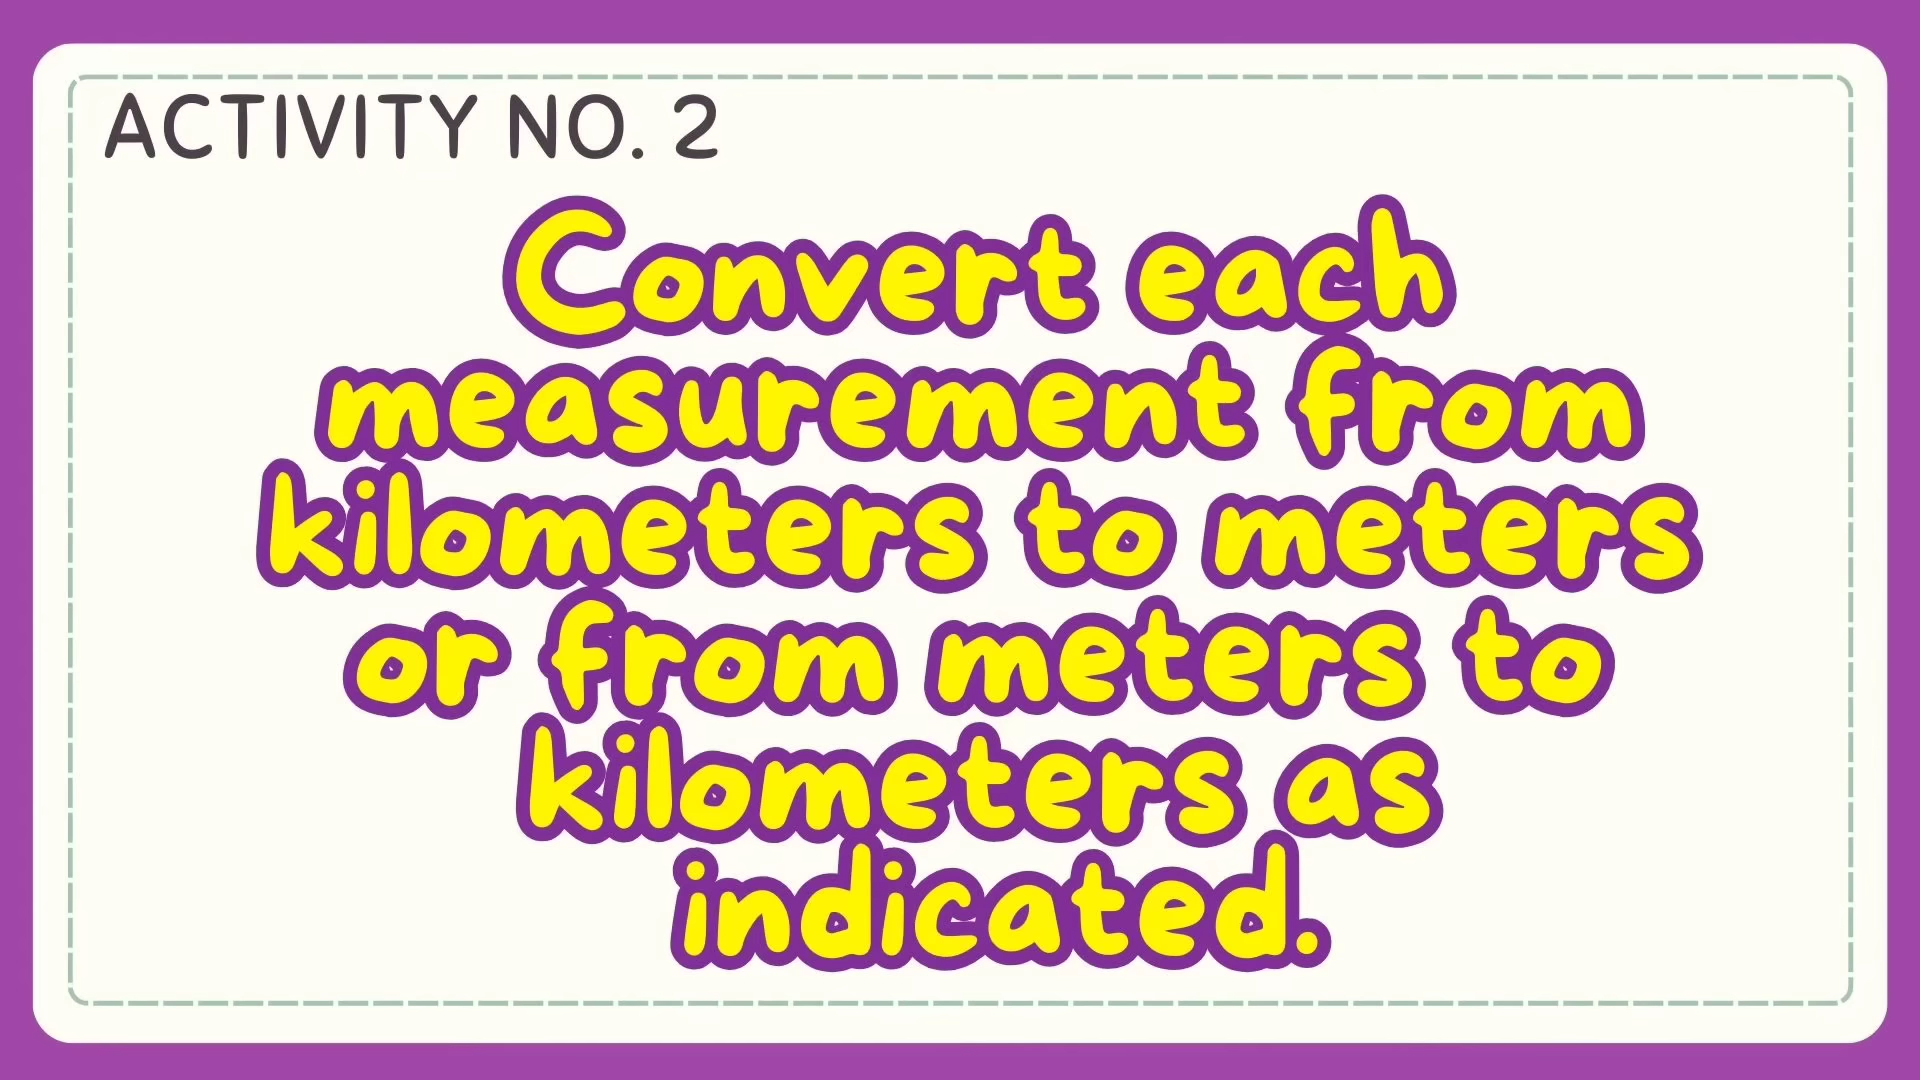 ACTIVITY NO. 2
Convert each
measurement from
kilometers to meters
or from meters to
kilometers as
indicated.